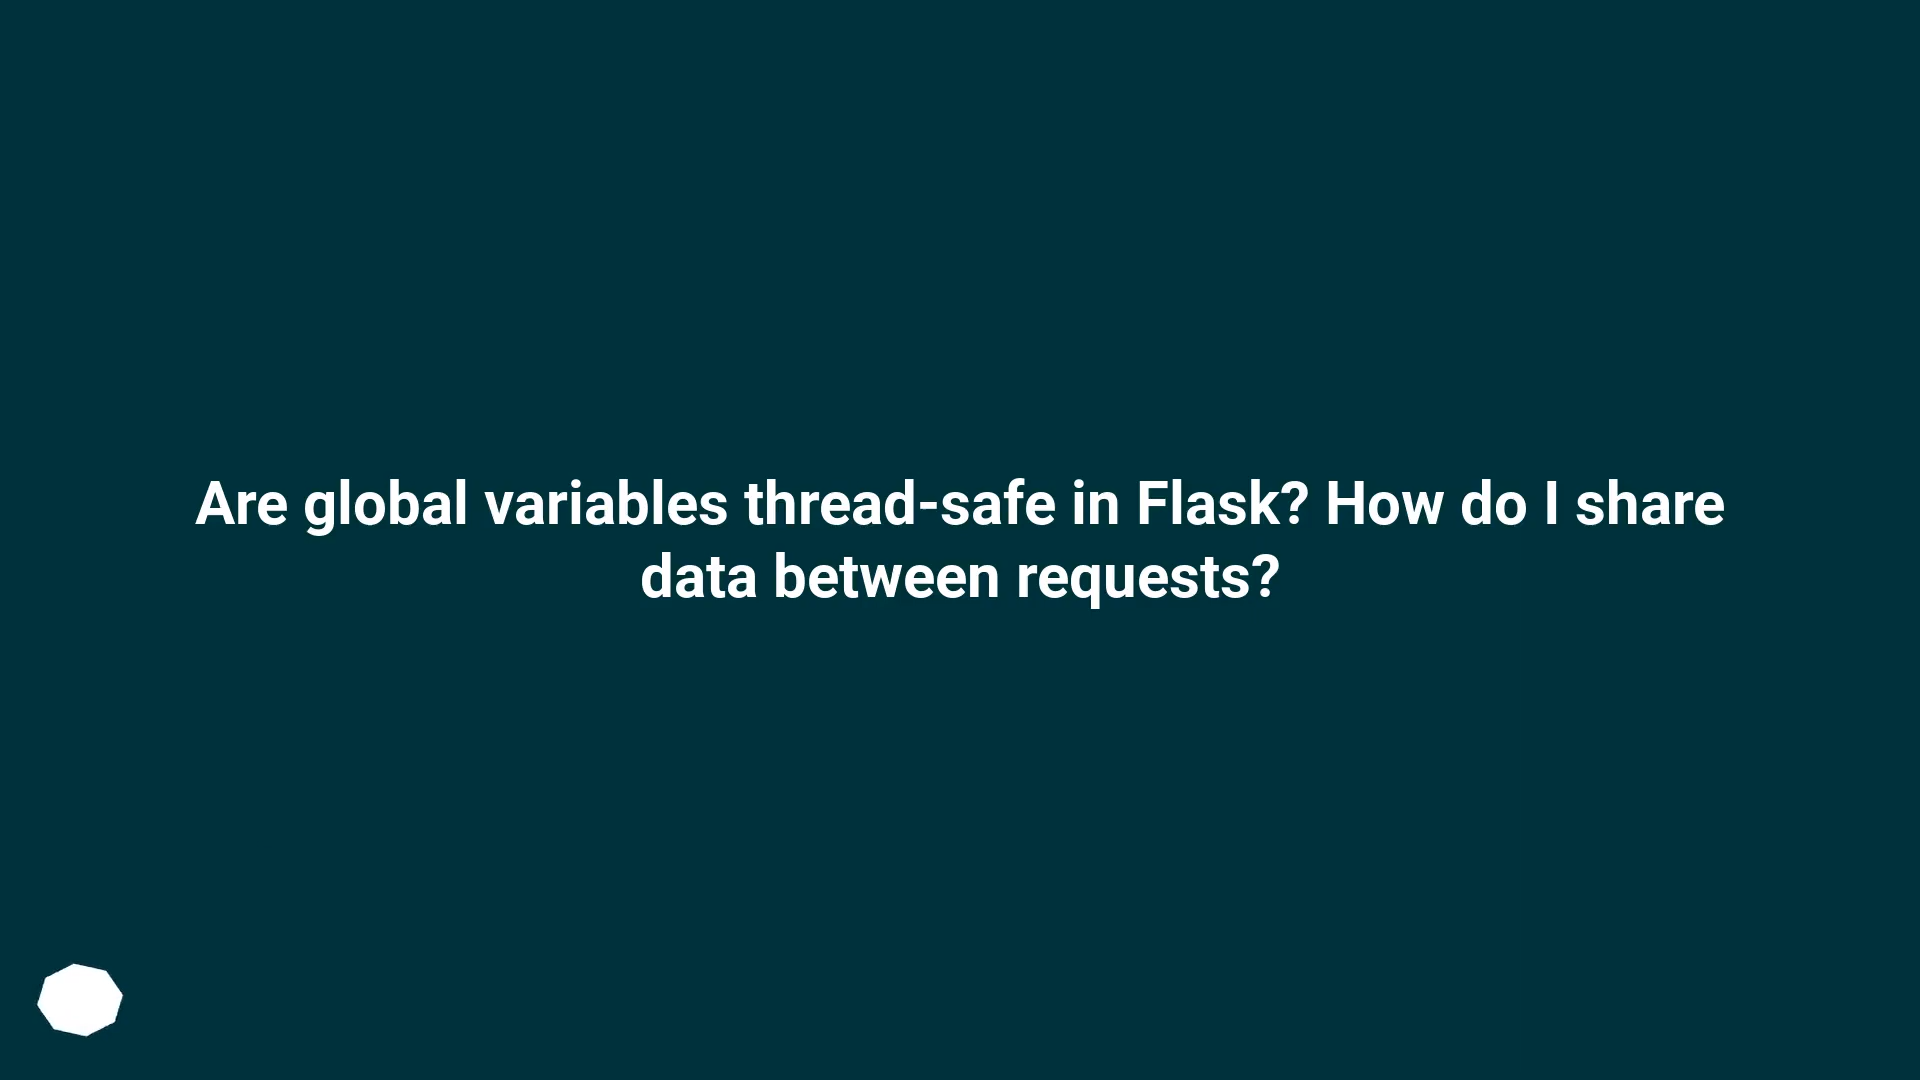 Are global variables thread-safe in Flask? How do I share
data between requests?